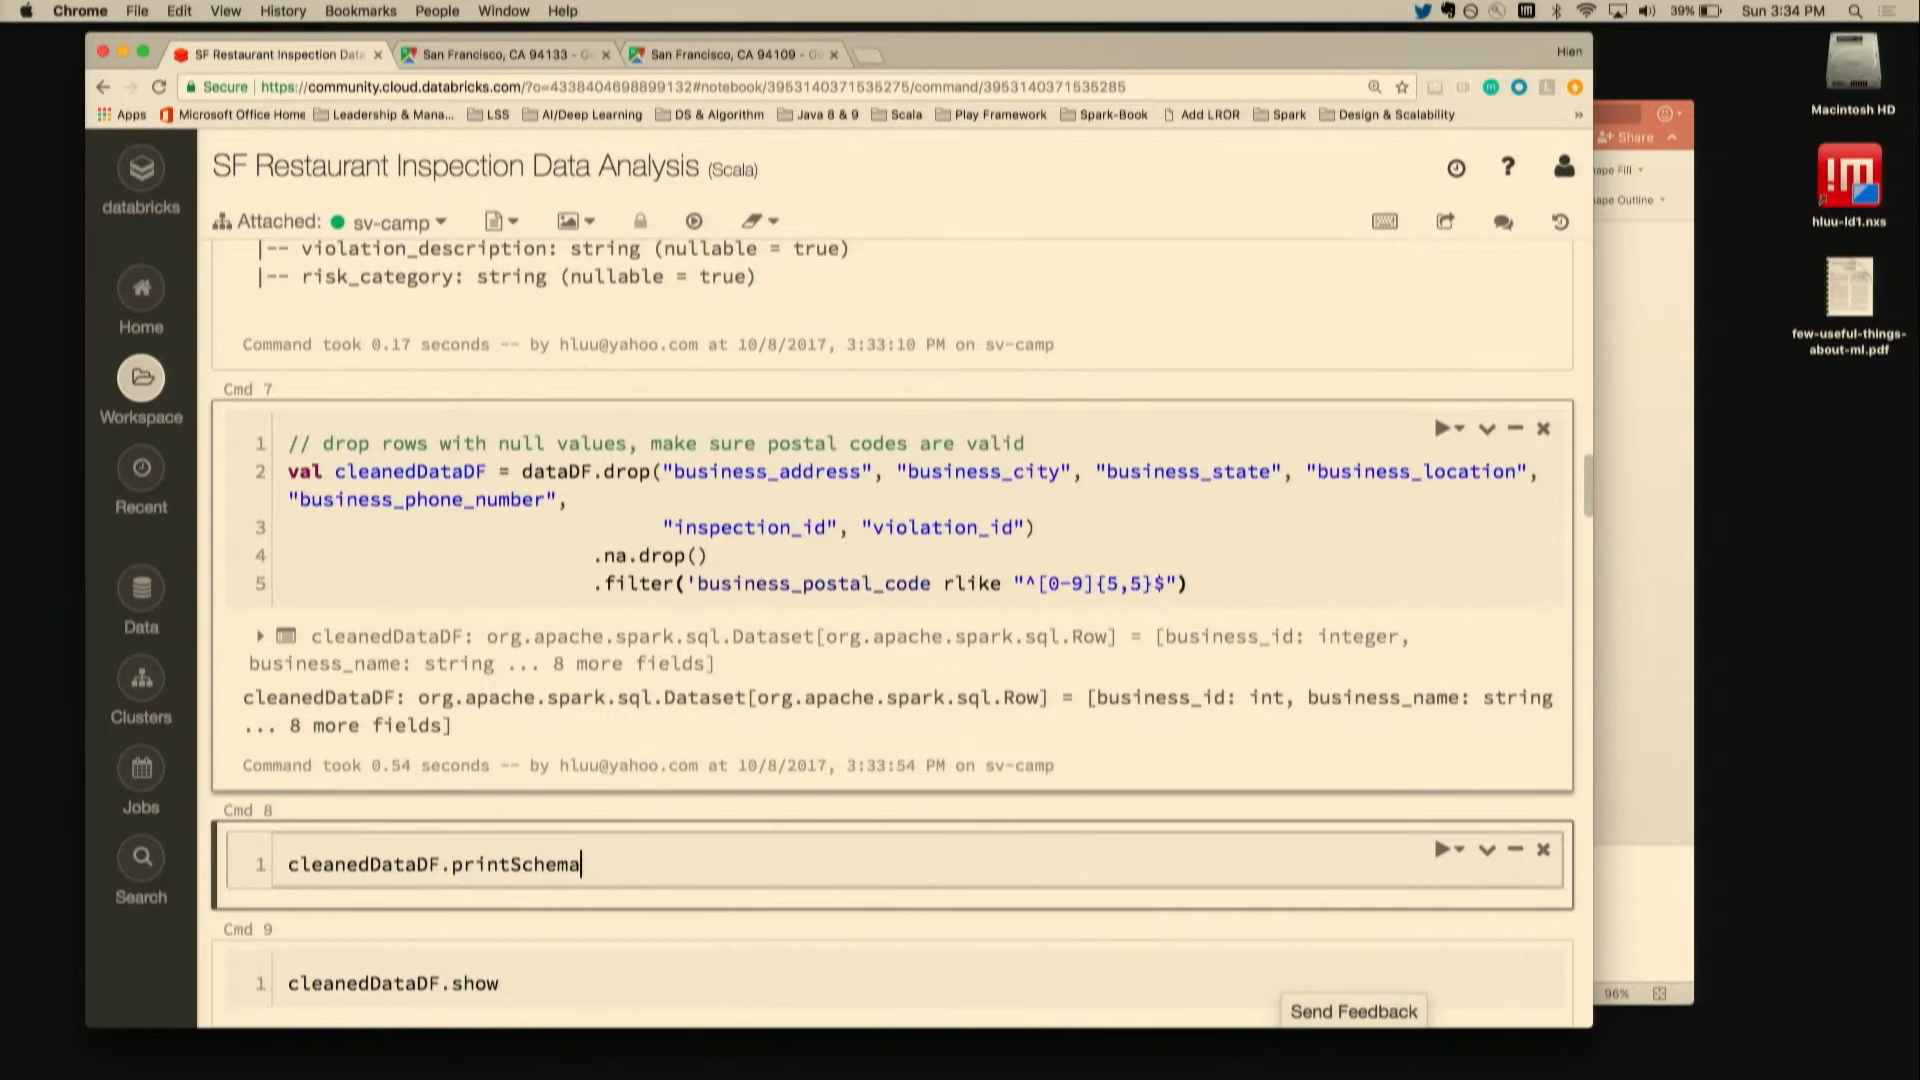 Chrome File Edit View History Bookmarks People Window Help
39% Sun 3:34 PM
SF Restaurant Inspection Data
San Francisco, CA 94133 - G
San Francisco, CA 94109 - G
Hien
Secure https://community.cloud.databricks.com/?o=4338404698899132#notebook/3953140371535275/command/3953140371535285
Apps Microsoft Office Home Leadership & Mana... LSS AI/Deep Learning DS & Algorithm Java 8 & 9 Scala Play Framework Spark-Book Add LROR Spark Design & Scalability »
databricks
Home
Workspace
Recent
Data
Clusters
Jobs
Search
SF Restaurant Inspection Data Analysis (Scala)
Attached: sv-camp
|-- violation_description: string (nullable = true)
|-- risk_category: string (nullable = true)
Command took 0.17 seconds -- by hluu@yahoo.com at 10/8/2017, 3:33:10 PM on sv-camp
Cmd 7
1 // drop rows with null values, make sure postal codes are valid
2 val cleanedDataDF = dataDF.drop("business_address", "business_city", "business_state", "business_location",
"business_phone_number",
3 "inspection_id", "violation_id")
4 .na.drop()
5 .filter('business_postal_code rlike "^[0-9]{5,5}$")
cleanedDataDF: org.apache.spark.sql.Dataset[org.apache.spark.sql.Row] = [business_id: integer,
business_name: string ... 8 more fields]
cleanedDataDF: org.apache.spark.sql.Dataset[org.apache.spark.sql.Row] = [business_id: int, business_name: string
... 8 more fields]
Command took 0.54 seconds -- by hluu@yahoo.com at 10/8/2017, 3:33:54 PM on sv-camp
Cmd 8
1 cleanedDataDF.printSchema
Cmd 9
1 cleanedDataDF.show
Send Feedback
Share
ape Fill
ape Outline
96%
Macintosh HD
!m
hluu-ld1.nxs
few-useful-things-
about-ml.pdf